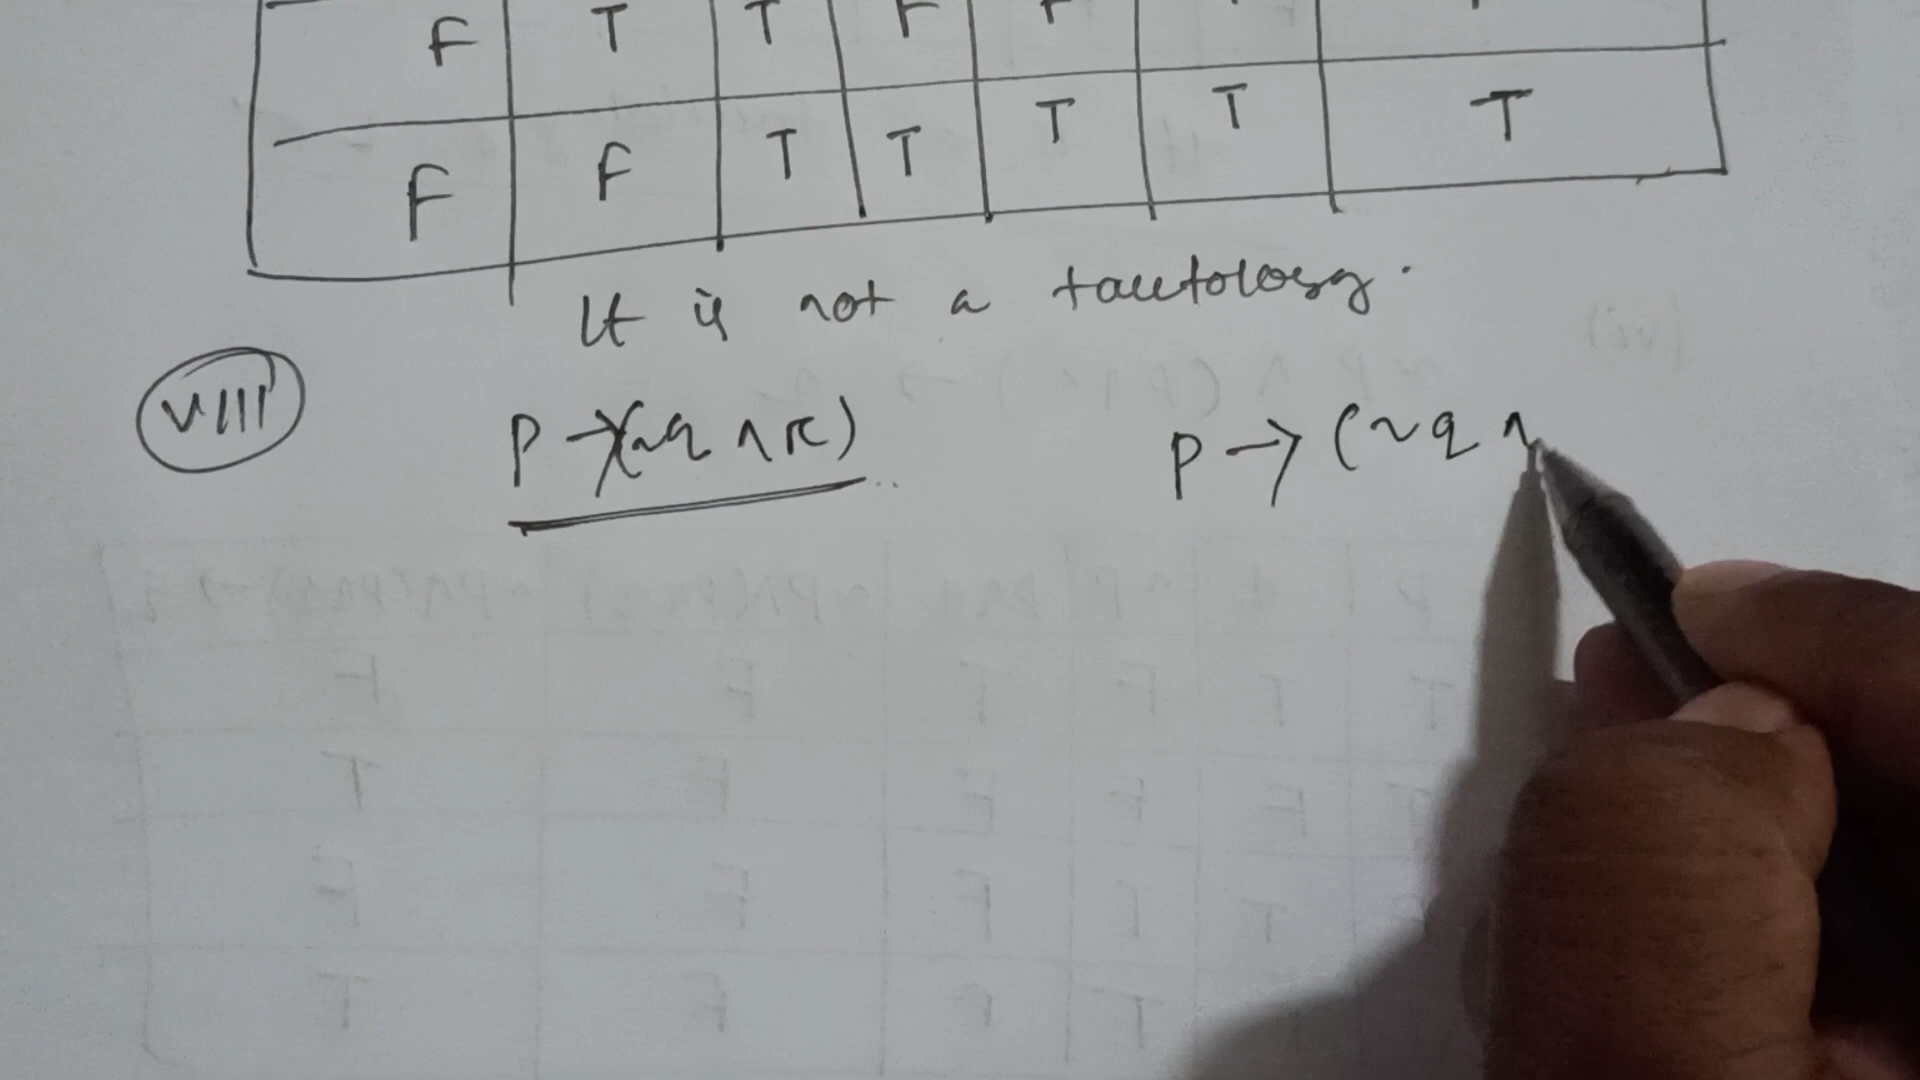 F T T F F
F F T T T T T
It is not a tautology.
VIII P → (~q ∧ r) P → (~q ∧